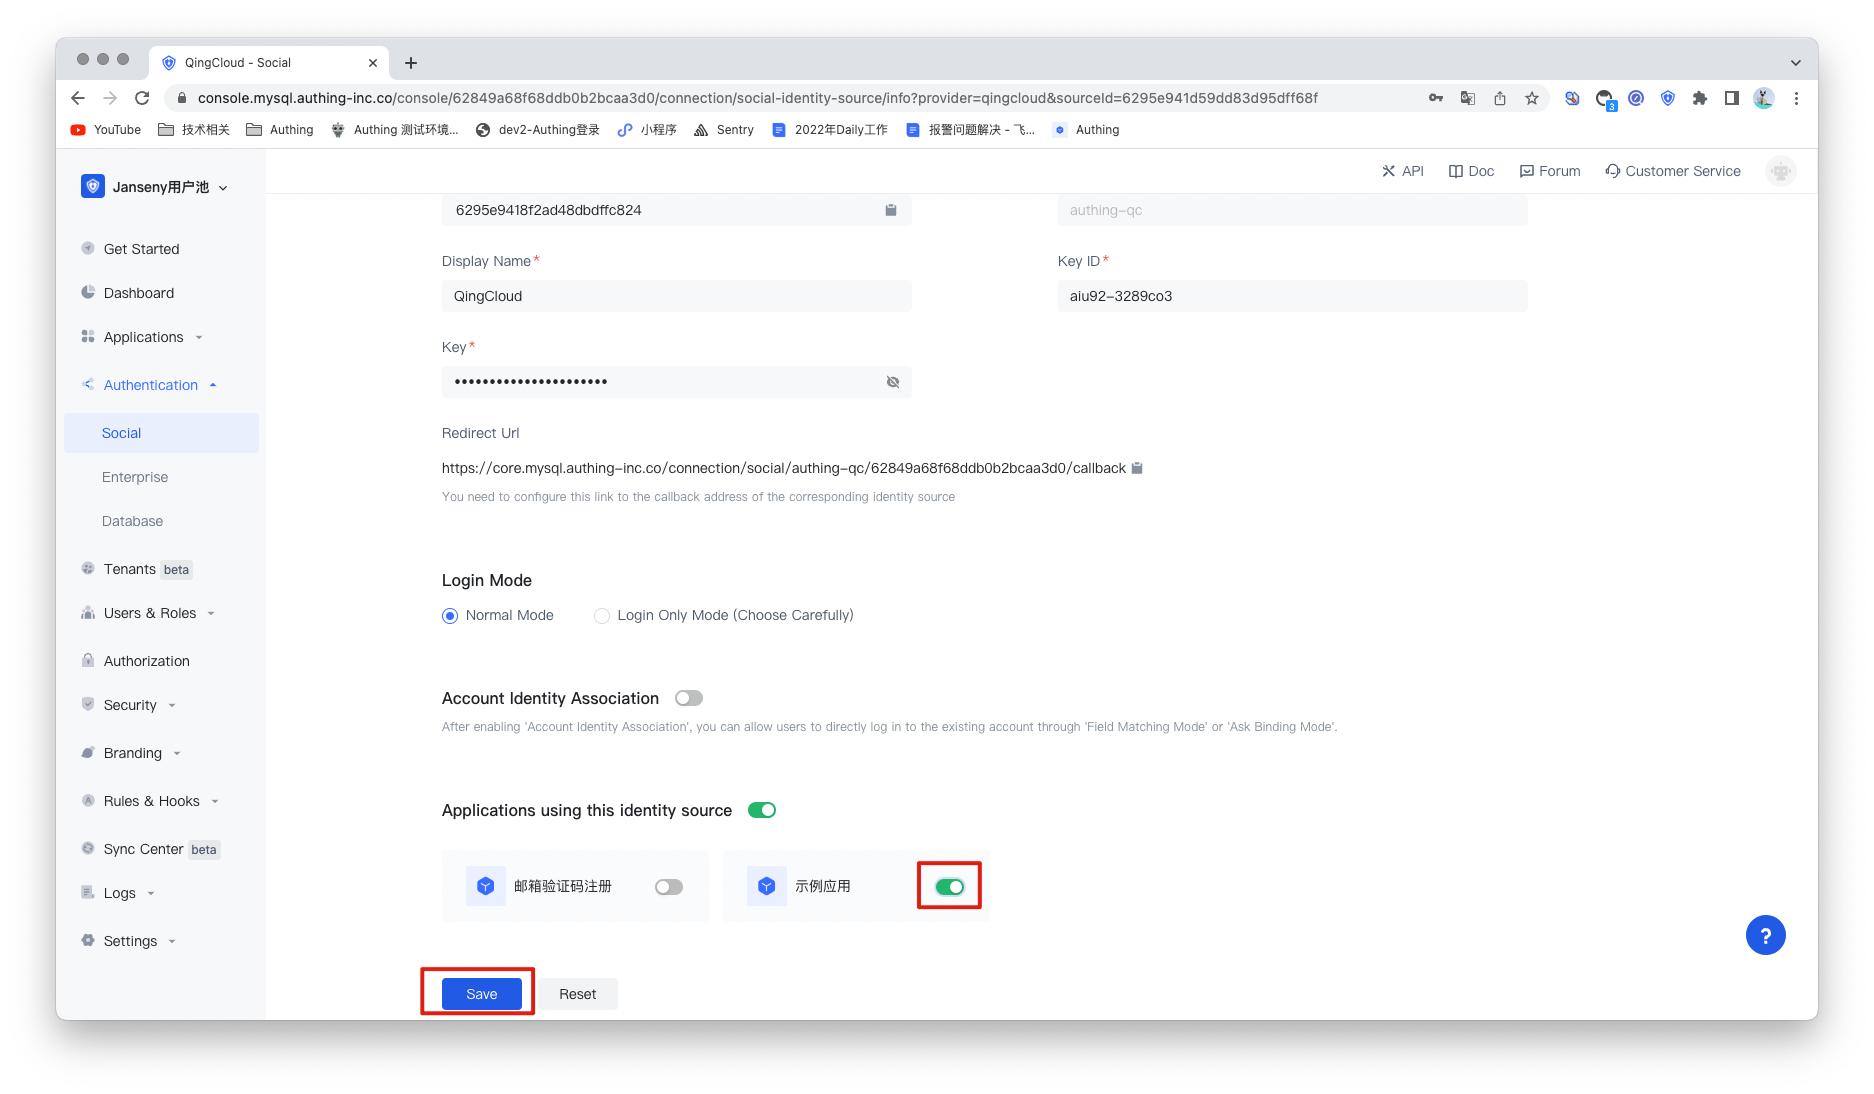 QingCloud - Social
console.mysql.authing-inc.co/console/62849a68f68ddb0b2bcaa3d0/connection/social-identity-source/info?provider=qingcloud&sourceId=6295e941d59dd83d95dff68f
3
YouTube 技术相关 Authing Authing 测试环境... dev2-Authing登录 小程序 Sentry 2022年Daily工作 报警问题解决 - 飞... Authing
Janseny用户池
API Doc Forum Customer Service
Get Started
Dashboard
Applications
Authentication
Social
Enterprise
Database
Tenants beta
Users & Roles
Authorization
Security
Branding
Rules & Hooks
Sync Center beta
Logs
Settings
6295e9418f2ad48dbdffc824
authing-qc
Display Name*
Key ID*
QingCloud
aiu92-3289co3
Key*
••••••••••••••••••••••
Redirect Url
https://core.mysql.authing-inc.co/connection/social/authing-qc/62849a68f68ddb0b2bcaa3d0/callback
You need to configure this link to the callback address of the corresponding identity source
Login Mode
Normal Mode Login Only Mode (Choose Carefully)
Account Identity Association
After enabling 'Account Identity Association', you can allow users to directly log in to the existing account through 'Field Matching Mode' or 'Ask Binding Mode'.
Applications using this identity source
邮箱验证码注册 示例应用
?
Save Reset